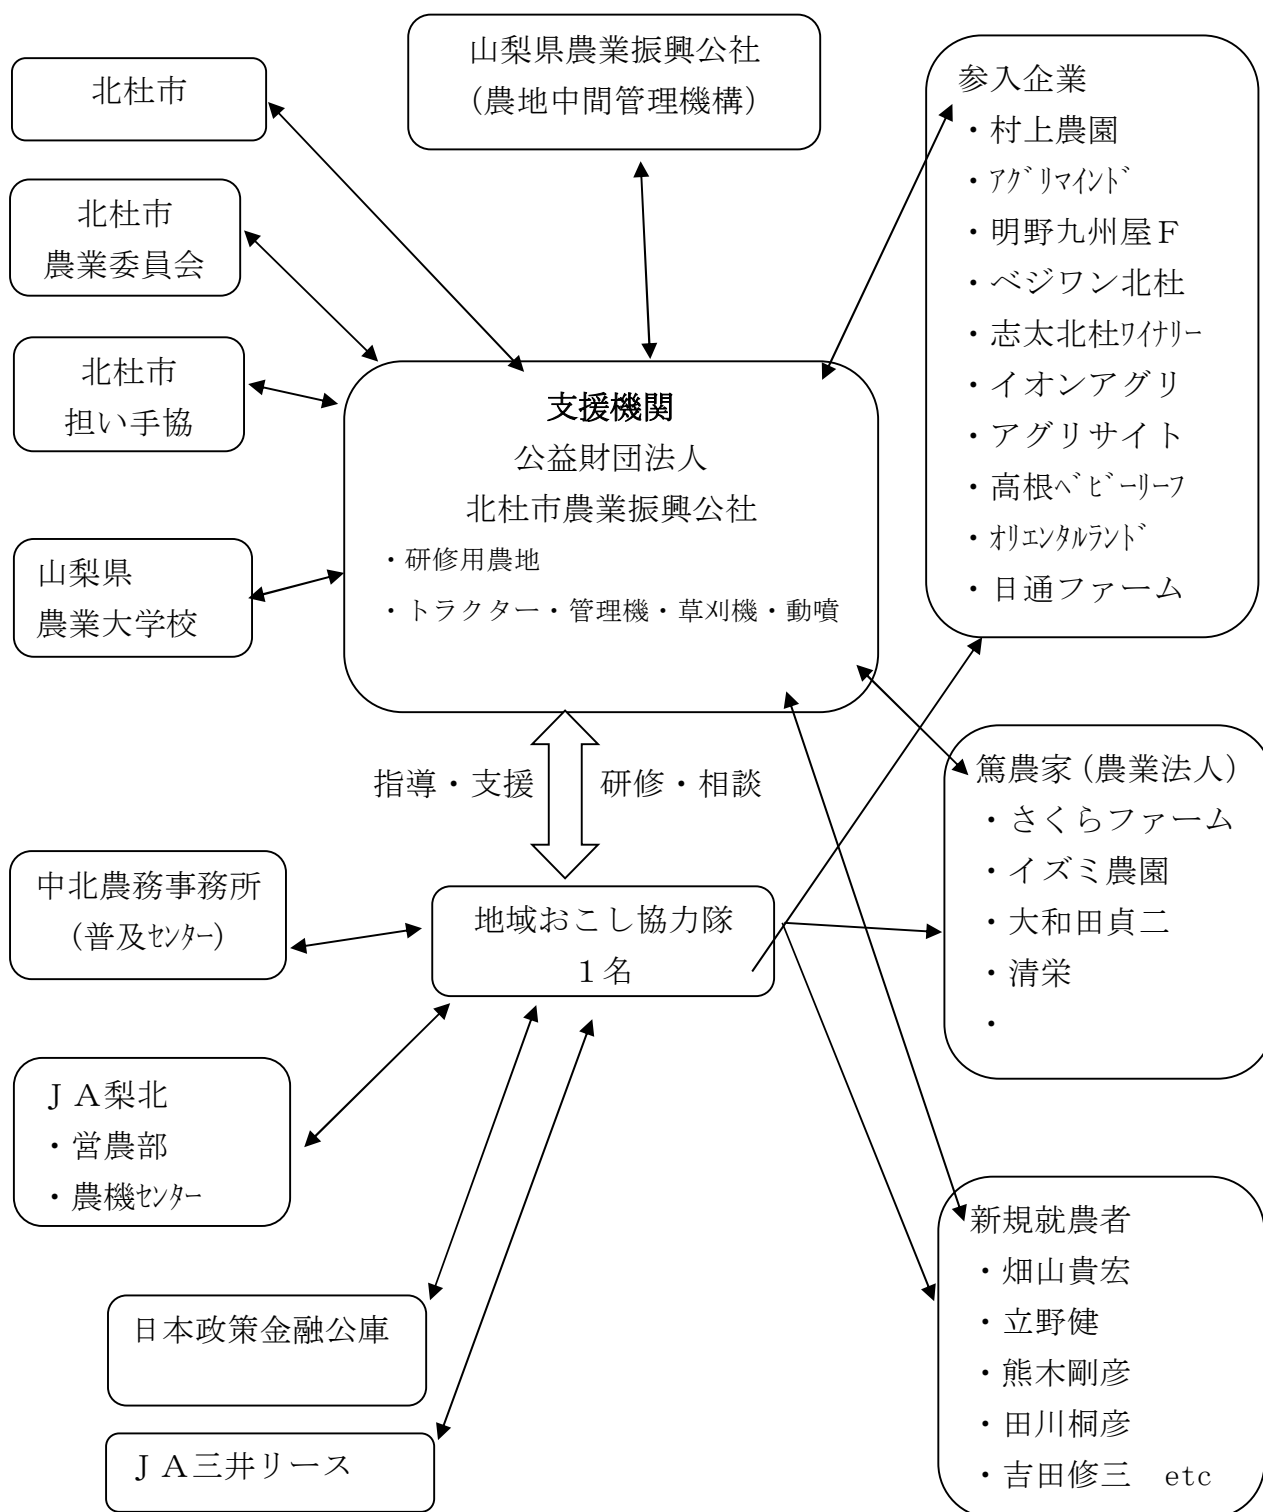 山梨県農業振興公社
（農地中間管理機構）
北杜市
北杜市
農業委員会
北杜市
担い手協
山梨県
農業大学校
支援機関
公益財団法人
北杜市農業振興公社
・研修用農地
・トラクター・管理機・草刈機・動噴
参入企業
・村上農園
・ｱｸﾞﾘﾏｲﾝﾄﾞ
・明野九州屋Ｆ
・ベジワン北杜
・志太北杜ﾜｲﾅﾘｰ
・イオンアグリ
・アグリサイト
・高根ﾍﾞﾋﾞｰﾘｰﾌ
・ｵﾘｴﾝﾀﾙﾗﾝﾄﾞ
・日通ファーム
指導・支援
研修・相談
篤農家（農業法人）
・さくらファーム
・イズミ農園
・大和田貞二
・清栄
・
中北農務事務所
（普及ｾﾝﾀｰ）
地域おこし協力隊
１名
ＪＡ梨北
・営農部
・農機ｾﾝﾀｰ
日本政策金融公庫
ＪＡ三井リース
新規就農者
・畑山貴宏
・立野健
・熊木剛彦
・田川桐彦
・吉田修三　etc